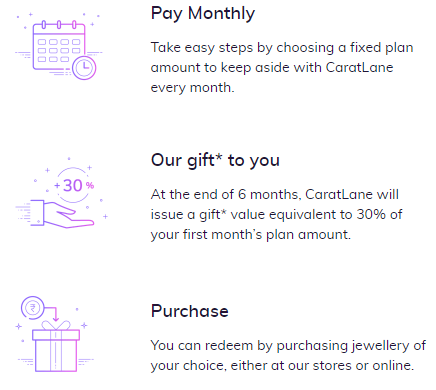 Pay Monthly
Take easy steps by choosing a fixed plan
amount to keep aside with CaratLane
every month.
+30 %
Our gift* to you
At the end of 6 months, CaratLane will
issue a gift* value equivalent to 30% of
your first month's plan amount.
₹
Purchase
You can redeem by purchasing jewellery of
your choice, either at our stores or online.